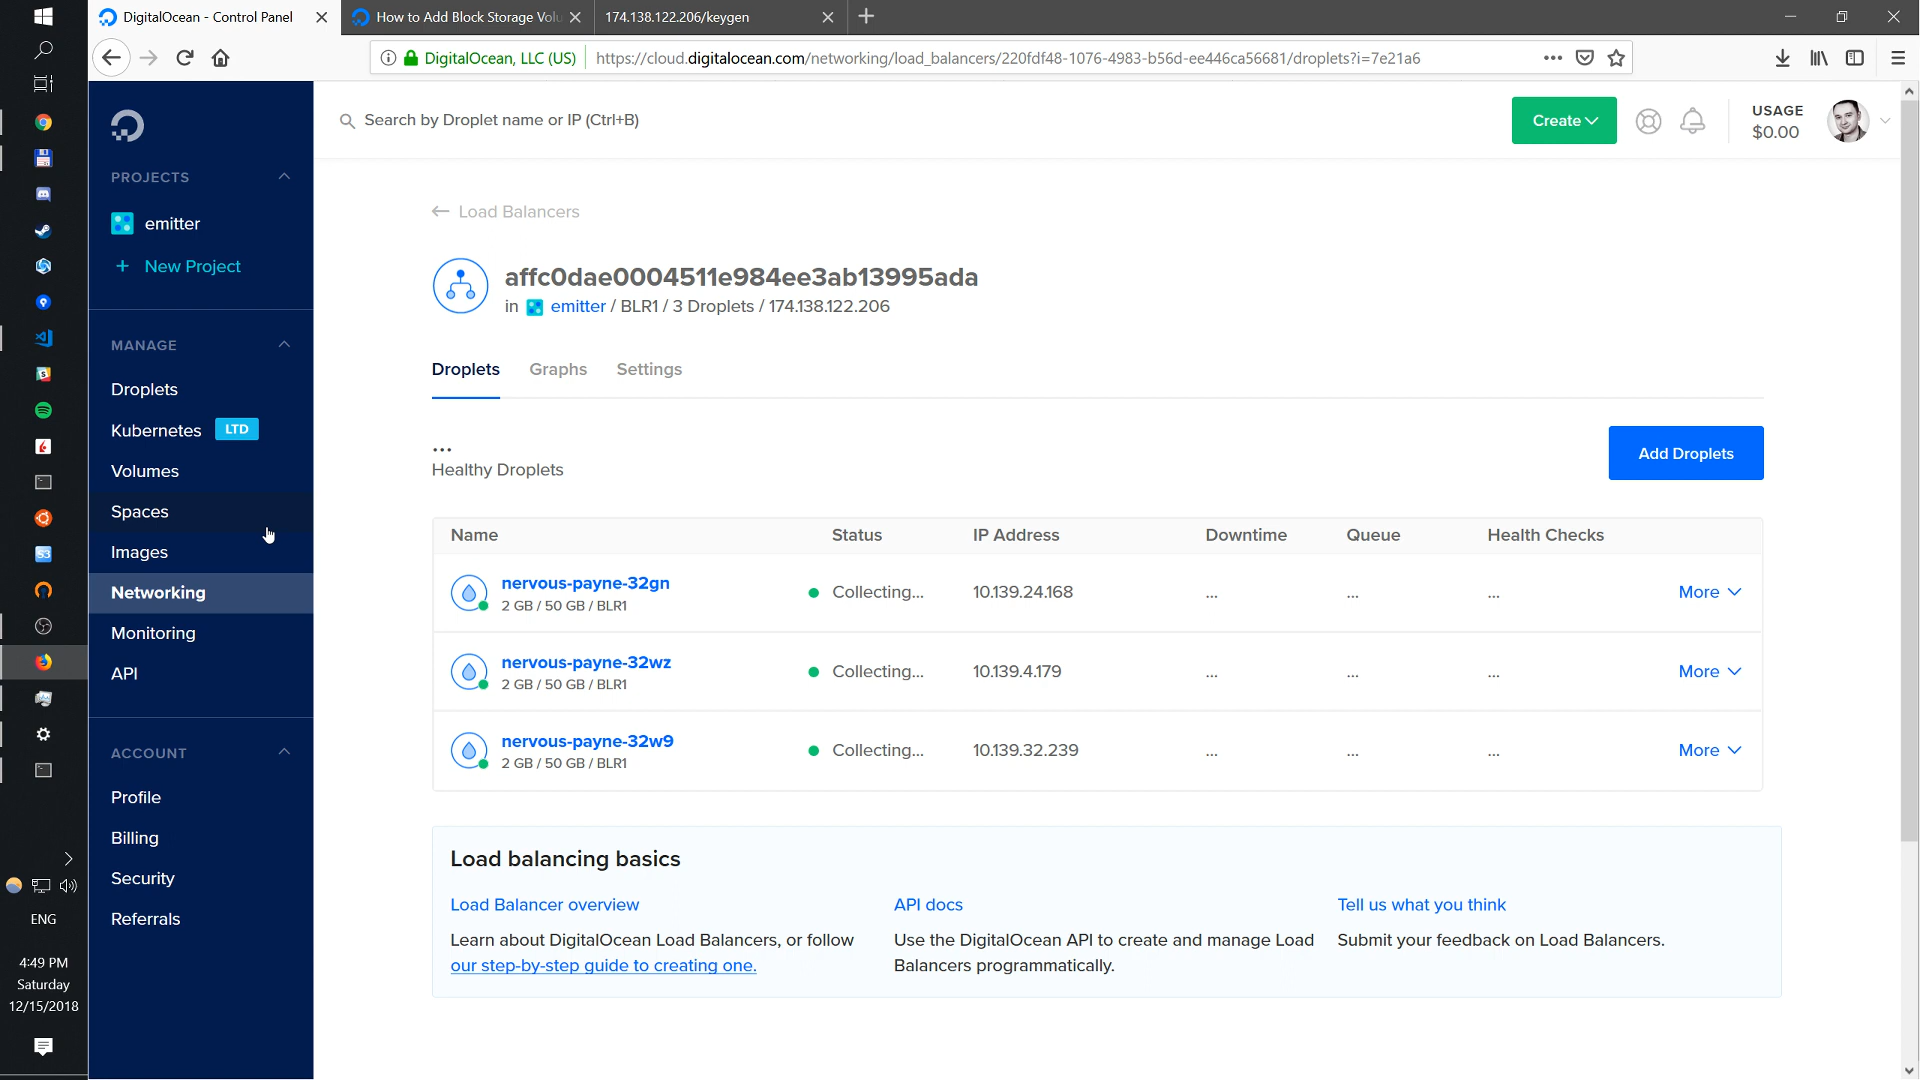 DigitalOcean - Control Panel
How to Add Block Storage Volu
174.138.122.206/keygen
DigitalOcean, LLC (US)
https://cloud.digitalocean.com/networking/load_balancers/220fdf48-1076-4983-b56d-ee446ca56681/droplets?i=7e21a6
Search by Droplet name or IP (Ctrl+B)
Create
USAGE
$0.00
PROJECTS
emitter
+ New Project
MANAGE
Droplets
Kubernetes LTD
Volumes
Spaces
Images
Networking
Monitoring
API
ACCOUNT
Profile
Billing
Security
Referrals
← Load Balancers
affc0dae0004511e984ee3ab13995ada
in emitter / BLR1 / 3 Droplets / 174.138.122.206
Droplets Graphs Settings
...
Healthy Droplets
Add Droplets
Name Status IP Address Downtime Queue Health Checks
nervous-payne-32gn
2 GB / 50 GB / BLR1
Collecting... 10.139.24.168 ... ... ... More
nervous-payne-32wz
2 GB / 50 GB / BLR1
Collecting... 10.139.4.179 ... ... ... More
nervous-payne-32w9
2 GB / 50 GB / BLR1
Collecting... 10.139.32.239 ... ... ... More
Load balancing basics
Load Balancer overview
Learn about DigitalOcean Load Balancers, or follow
our step-by-step guide to creating one.
API docs
Use the DigitalOcean API to create and manage Load
Balancers programmatically.
Tell us what you think
Submit your feedback on Load Balancers.
S3
ENG
4:49 PM
Saturday
12/15/2018